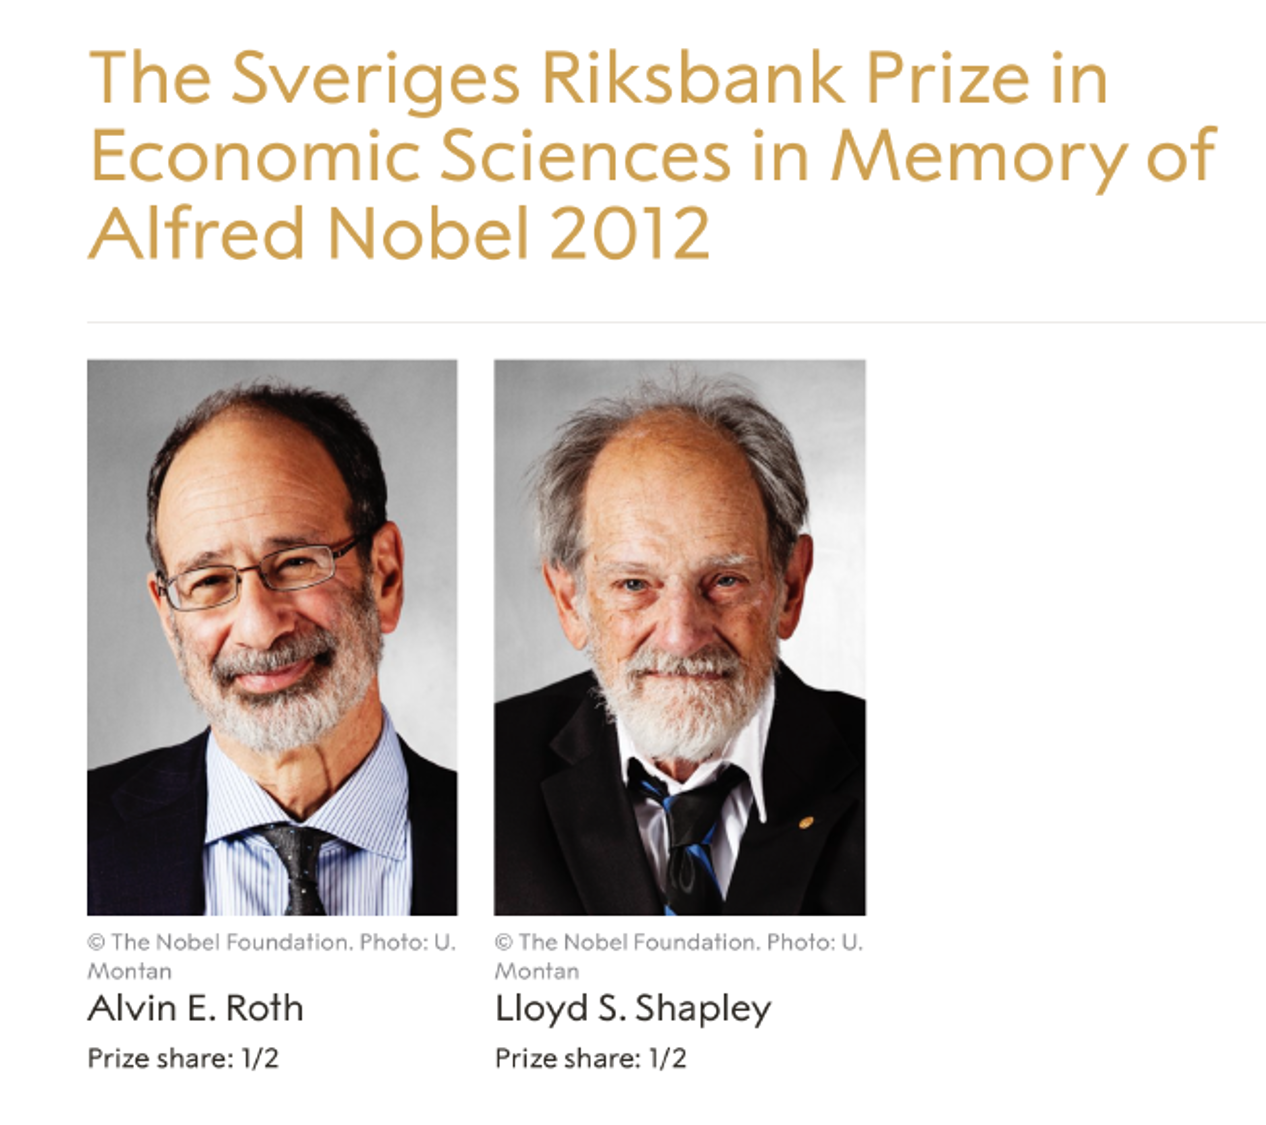 The Sveriges Riksbank Prize in
Economic Sciences in Memory of
Alfred Nobel 2012
© The Nobel Foundation. Photo: U.
Montan
Alvin E. Roth
Prize share: 1/2
© The Nobel Foundation. Photo: U.
Montan
Lloyd S. Shapley
Prize share: 1/2